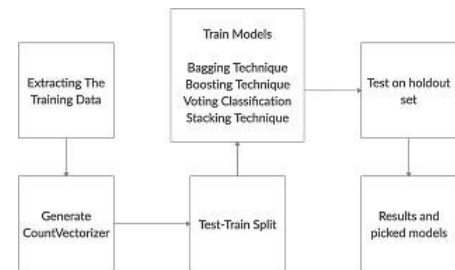 Extracting The
Training Data
Generate
CountVectorizer
Test-Train Split
Train Models
Bagging Technique
Boosting Technique
Voting Classification
Stacking Technique
Test on holdout
set
Results and
picked models